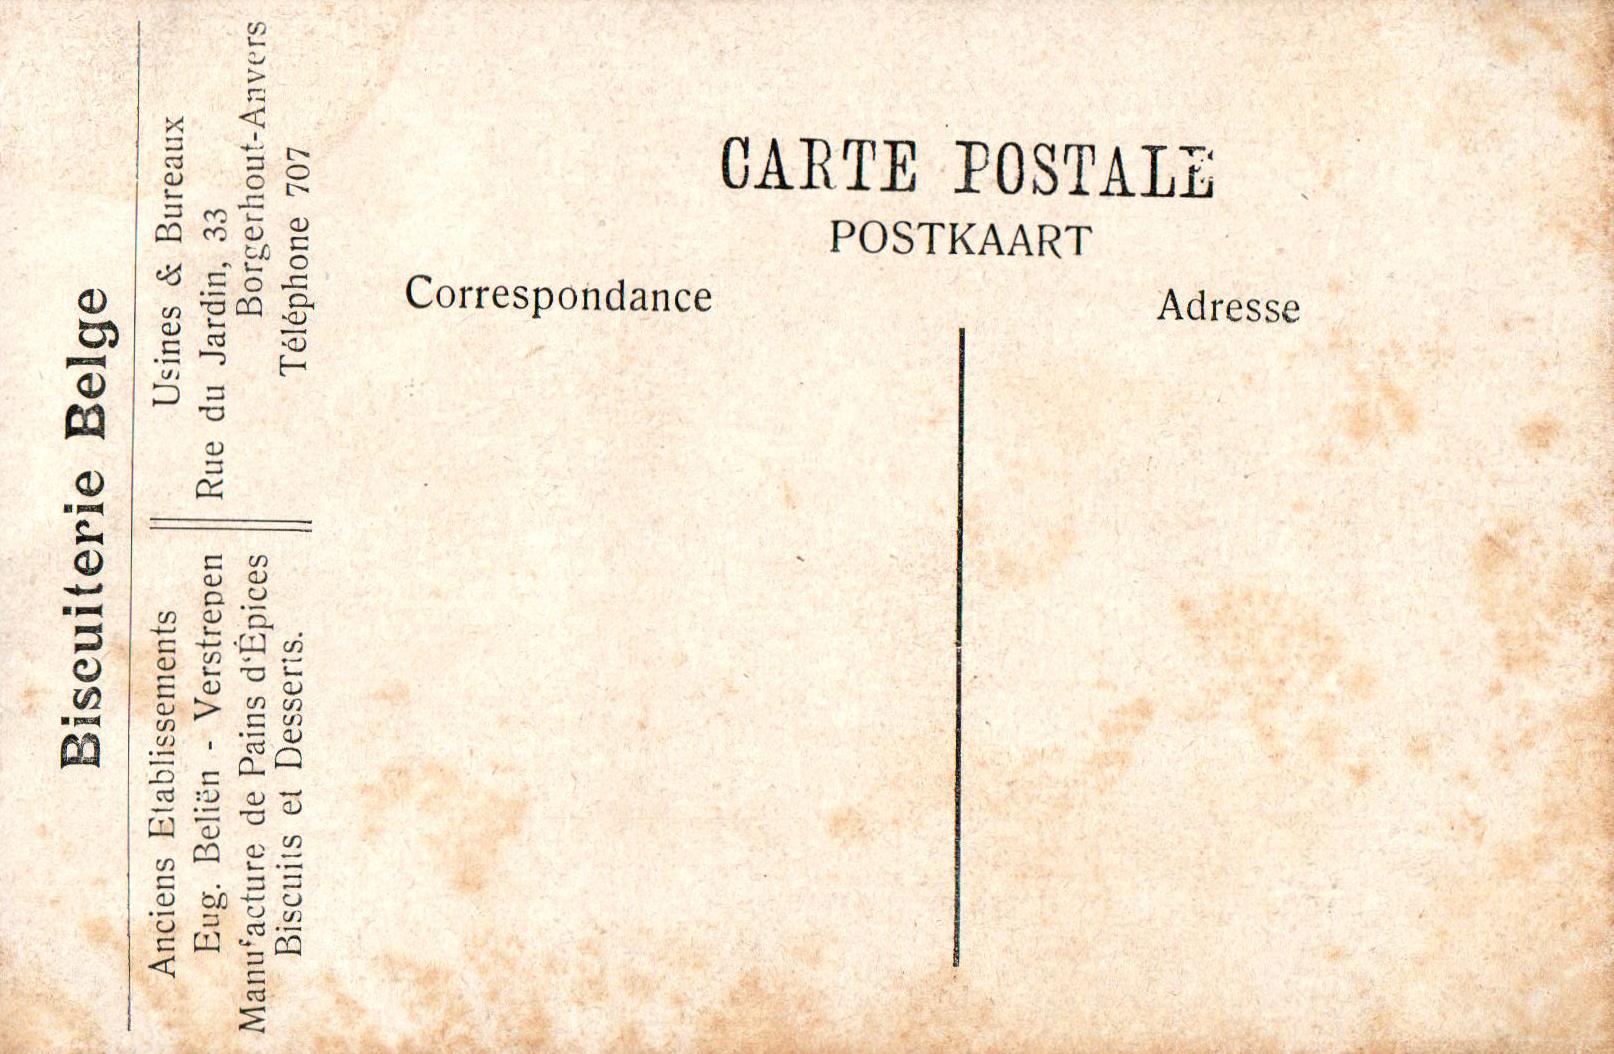 Biscuiterie Belge
Anciens Etablissements
Eug. Beliën - Verstrepen
Manufacture de Pains d'Épices
Biscuits et Desserts.
Usines & Bureaux
Rue du Jardin, 33
Borgerhout-Anvers
Téléphone 707
CARTE POSTALE
POSTKAART
Correspondance
Adresse